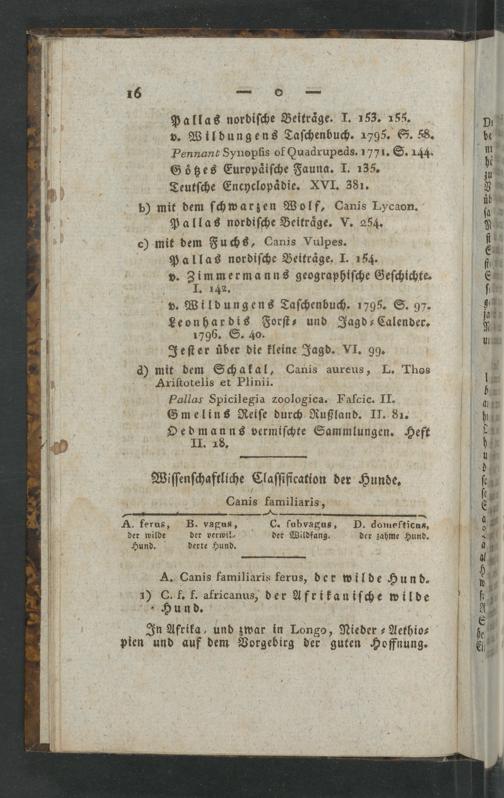 16 — o —
Pallas nordische Beiträge. I. 153. 155.
v. Wildungens Taschenbuch. 1795. S. 58.
Pennant Synopsis of Quadrupeds. 1771. S. 144.
Götzes Europäische Fauna. I. 135.
Teutsche Encyclopädie. XVI. 381.
b) mit dem schwarzen Wolf, Canis Lycaon.
Pallas nordische Beiträge. V. 254.
c) mit dem Fuchs, Canis Vulpes.
Pallas nordische Beiträge. I. 154.
v. Zimmermanns geographische Geschichte.
I. 142.
v. Wildungens Taschenbuch. 1795. S. 97.
Leonhardis Forst- und Jagd-Calender.
1796. S. 40.
Jester über die kleine Jagd. VI. 99.
d) mit dem Schakal, Canis aureus, L. Thos
Aristotelis et Plinii.
Pallas Spicilegia zoologica. Fascic. II.
Gmelins Reise durch Rußland. II. 81.
Oedmanns vermischte Sammlungen. Heft
II. 18.
Wissenschaftliche Classification der Hunde.
Canis familiaris,
A. ferus, B. vagus, C. subvagus, D. domesticus,
der wilde der verwil- der Wildfang. der zahme Hund.
Hund. derte Hund.
A. Canis familiaris ferus, der wilde Hund.
1) C. f. f. africanus, der Afrikanische wilde
Hund.
In Afrika, und zwar in Longo, Nieder-Aethio-
pien und auf dem Vorgebirg der guten Hoffnung.